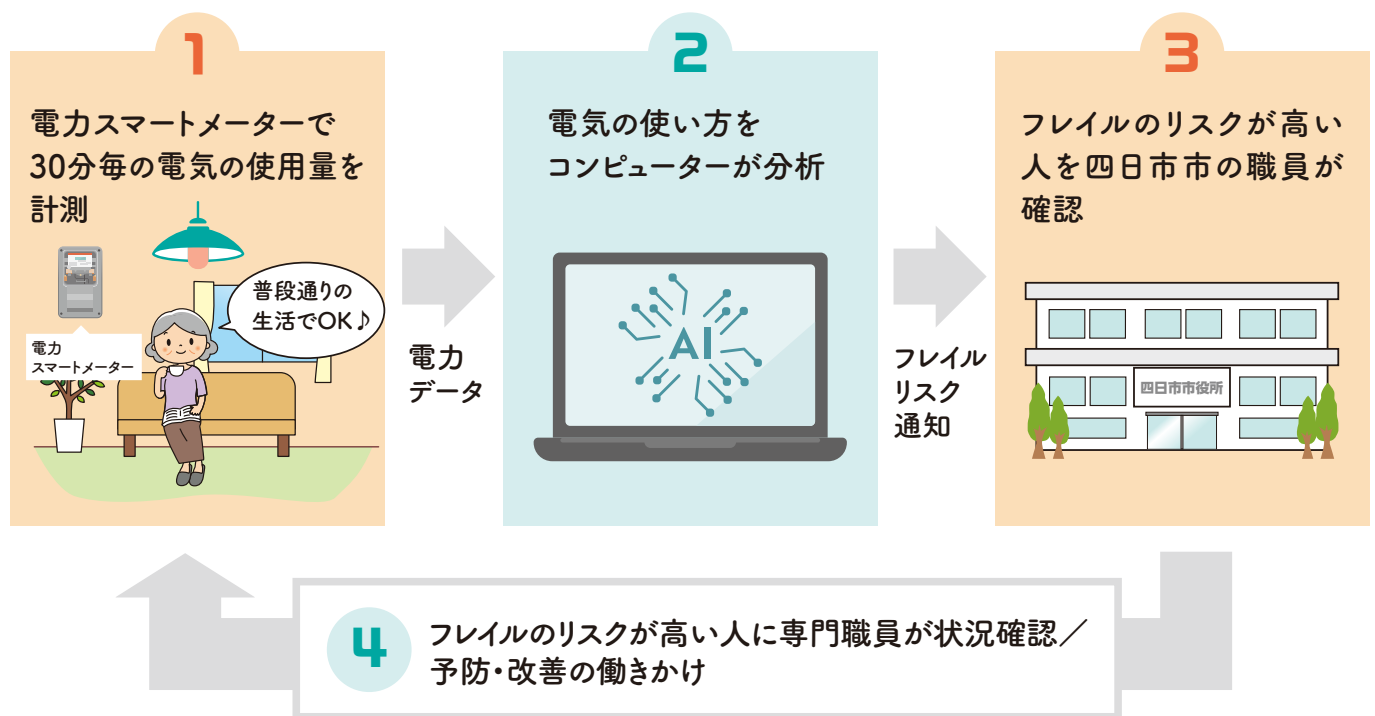 1
電力スマートメーターで
30分毎の電気の使用量を
計測
普段通りの
生活でOK♪
電力
スマートメーター
電力
データ
2
電気の使い方を
コンピューターが分析
AI
フレイル
リスク
通知
3
フレイルのリスクが高い
人を四日市市の職員が
確認
四日市市役所
4
フレイルのリスクが高い人に専門職員が状況確認／
予防・改善の働きかけ